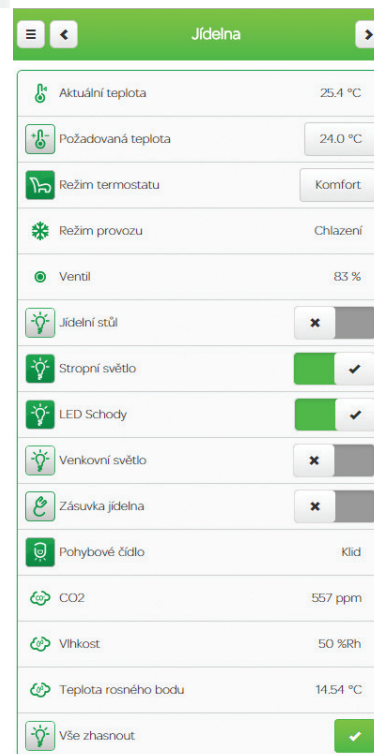 Jídelna
Aktuální teplota 25.4 °C
Požadovaná teplota 24.0 °C
Režim termostatu Komfort
Režim provozu Chlazení
Ventil 83 %
Jídelní stůl
Stropní světlo
LED Schody
Venkovní světlo
Zásuvka jídelna
Pohybové čídlo Klid
CO2 557 ppm
Vlhkost 50 %Rh
Teplota rosného bodu 14.54 °C
Vše zhasnout